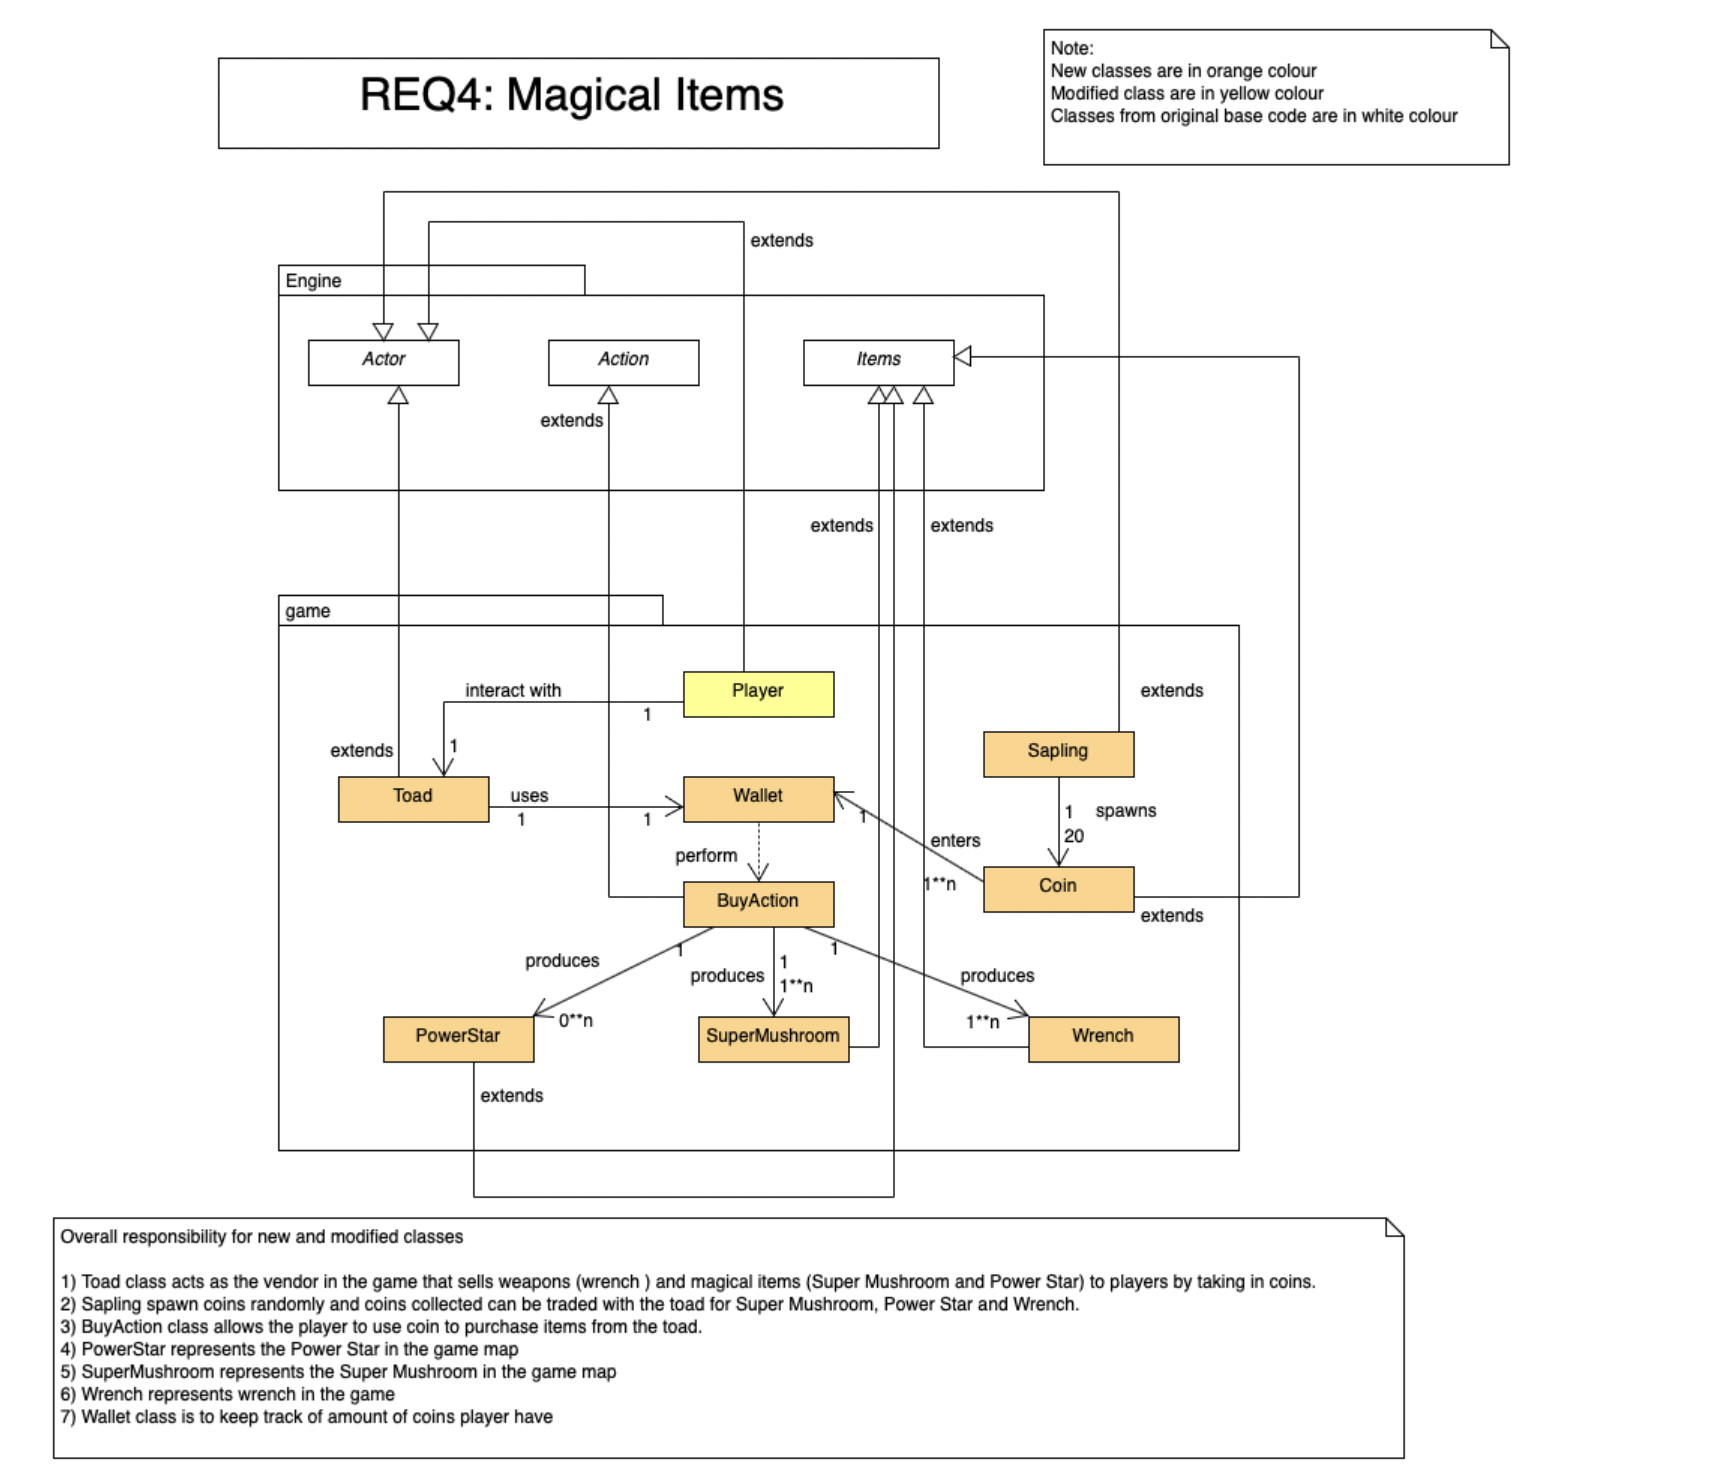 REQ4: Magical Items
Note:
New classes are in orange colour
Modified class are in yellow colour
Classes from original base code are in white colour
extends
Engine
Actor
Action
Items
extends
extends
extends
game
interact with
Player
1
extends
1
extends
Sapling
Toad
uses
1
1
Wallet
1
1
spawns
20
enters
perform
1**n
Coin
extends
BuyAction
produces
1
produces
1
1**n
1
produces
0**n
1**n
PowerStar
SuperMushroom
Wrench
extends
Overall responsibility for new and modified classes
1) Toad class acts as the vendor in the game that sells weapons (wrench ) and magical items (Super Mushroom and Power Star) to players by taking in coins.
2) Sapling spawn coins randomly and coins collected can be traded with the toad for Super Mushroom, Power Star and Wrench.
3) BuyAction class allows the player to use coin to purchase items from the toad.
4) PowerStar represents the Power Star in the game map
5) SuperMushroom represents the Super Mushroom in the game map
6) Wrench represents wrench in the game
7) Wallet class is to keep track of amount of coins player have